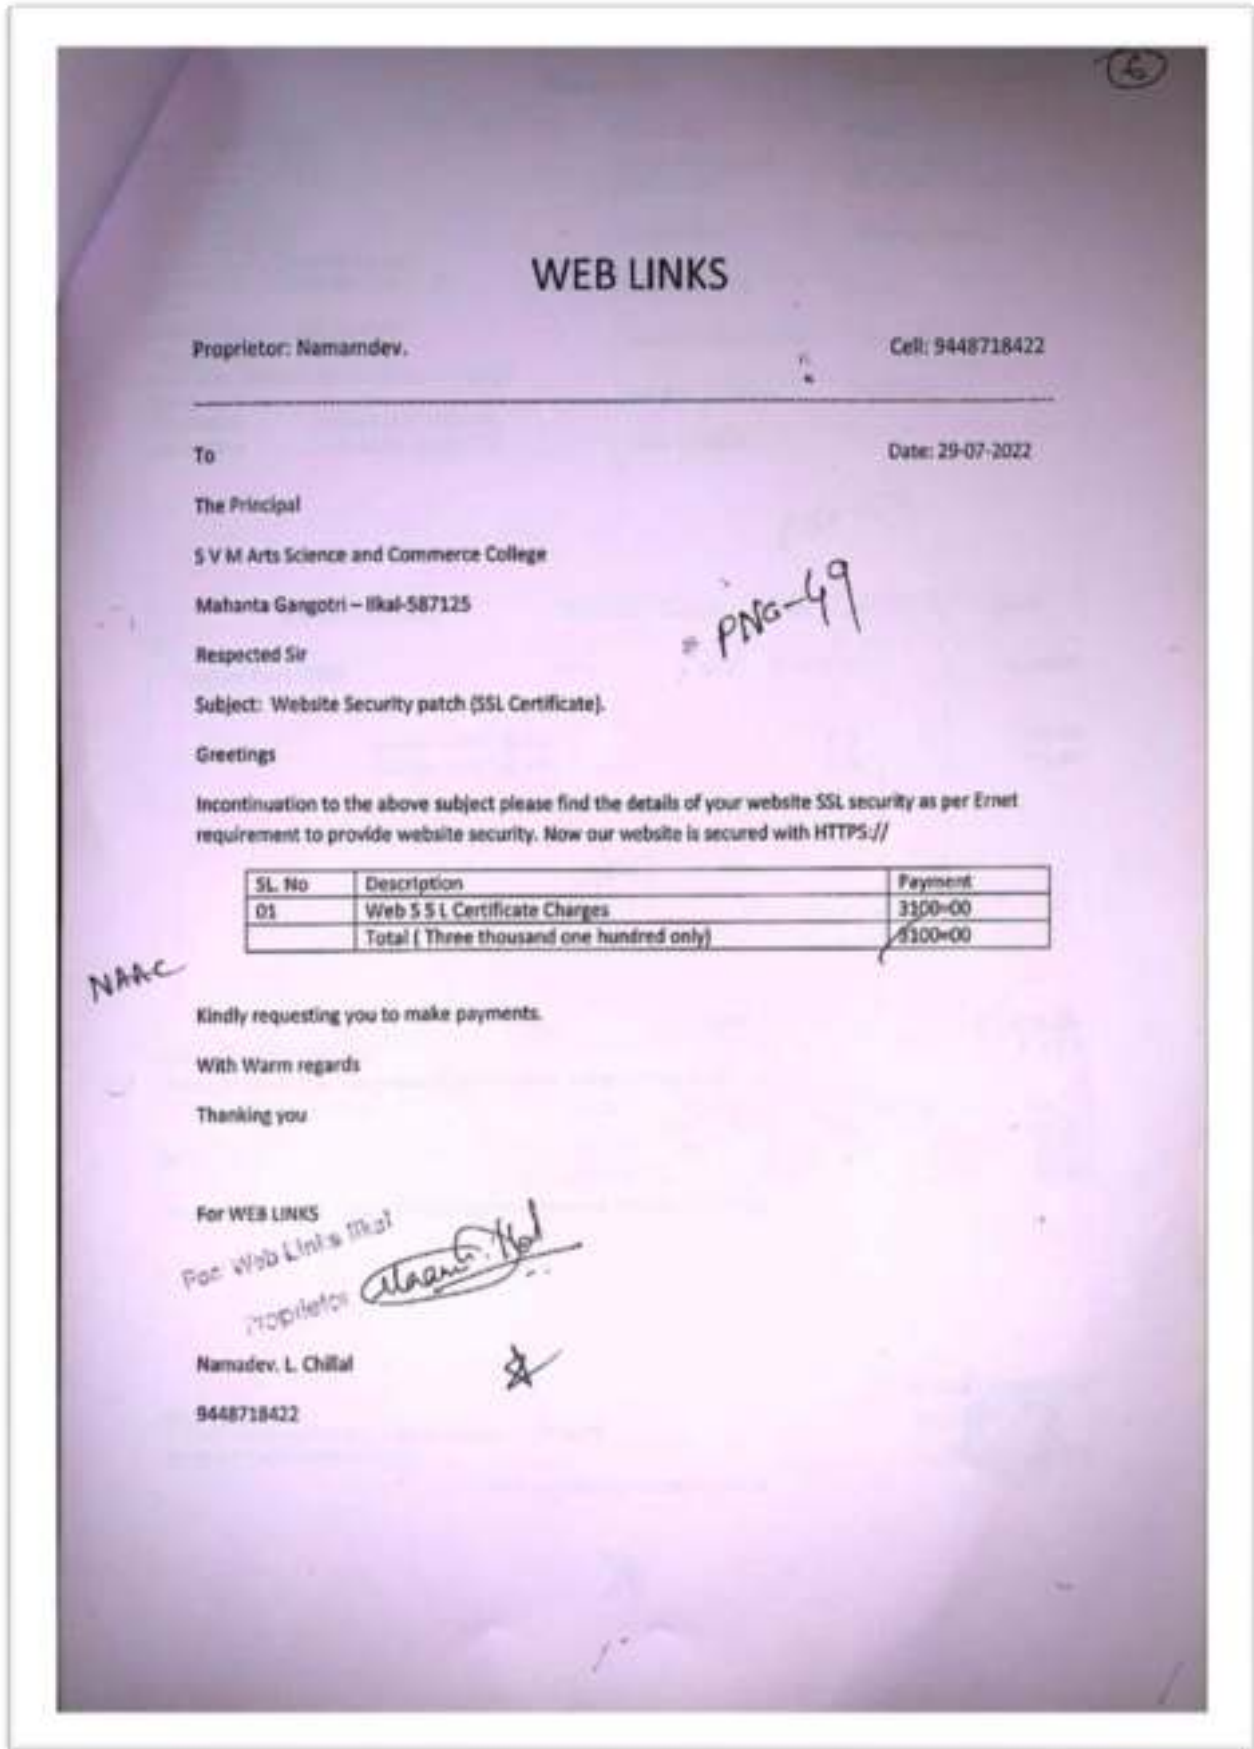 6
WEB LINKS
Proprietor: Namamdev. Cell: 9448718422
To Date: 29-07-2022
The Principal
S V M Arts Science and Commerce College
Mahanta Gangotri – Ilkal-587125
= PNG-49
Respected Sir
Subject: Website Security patch (SSL Certificate).
Greetings
Incontinuation to the above subject please find the details of your website SSL security as per Ernet
requirement to provide website security. Now our website is secured with HTTPS://
SL. No Description Payment
01 Web S S L Certificate Charges 3100=00
Total ( Three thousand one hundred only) 3100=00
NAAC
Kindly requesting you to make payments.
With Warm regards
Thanking you
For WEB LINKS
For Web Links Ilkal
Proprietor
Namadev. L. Chillal
9448718422